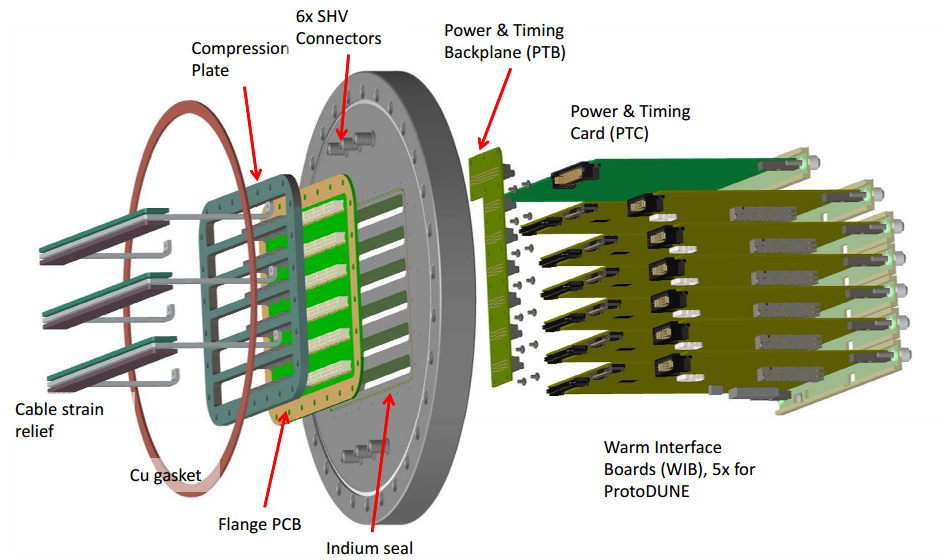 6x SHV
Connectors
Compression
Plate
Power & Timing
Backplane (PTB)
Power & Timing
Card (PTC)
Cable strain
relief
Cu gasket
Flange PCB
Indium seal
Warm Interface
Boards (WIB), 5x for
ProtoDUNE